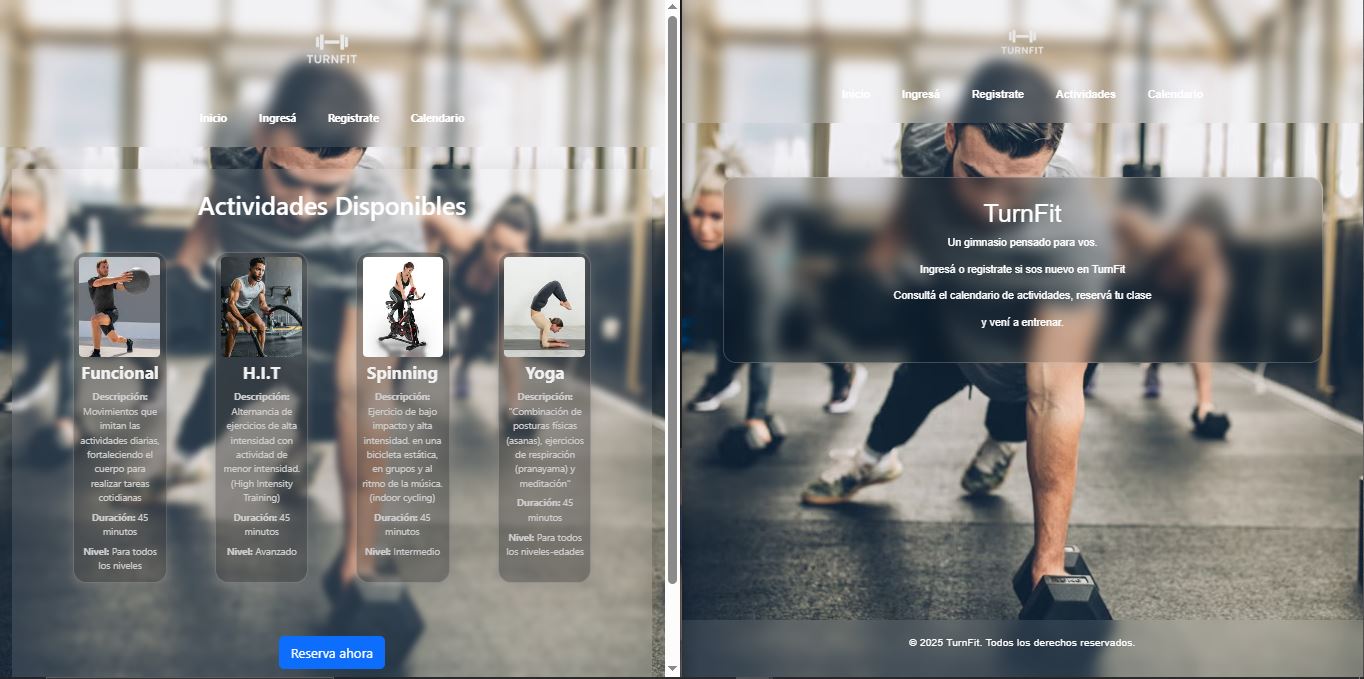 TURNFIT
Inicio Ingresá Registrate Calendario
Actividades Disponibles
Funcional
Descripción:
Movimientos que
imitan las
actividades diarias,
fortaleciendo el
cuerpo para
realizar tareas
cotidianas
Duración: 45
minutos
Nivel: Para todos
los niveles
H.I.T
Descripción:
Alternancia de
ejercicios de alta
intensidad con
actividad de
menor intensidad.
(High Intensity
Training)
Duración: 45
minutos
Nivel: Avanzado
Spinning
Descripción:
Ejercicio de bajo
impacto y alta
intensidad. en una
bicicleta estática,
en grupos y al
ritmo de la música.
(indoor cycling)
Duración: 45
minutos
Nivel: Intermedio
Yoga
Descripción:
"Combinación de
posturas físicas
(asanas), ejercicios
de respiración
(pranayama) y
meditación"
Duración: 45
minutos
Nivel: Para todos
los niveles-edades
Reserva ahora
TURNFIT
Inicio Ingresá Registrate Actividades Calendario
TurnFit
Un gimnasio pensado para vos.
Ingresá o registrate si sos nuevo en TurnFit
Consultá el calendario de actividades, reservá tu clase
y vení a entrenar.
© 2025 TurnFit. Todos los derechos reservados.